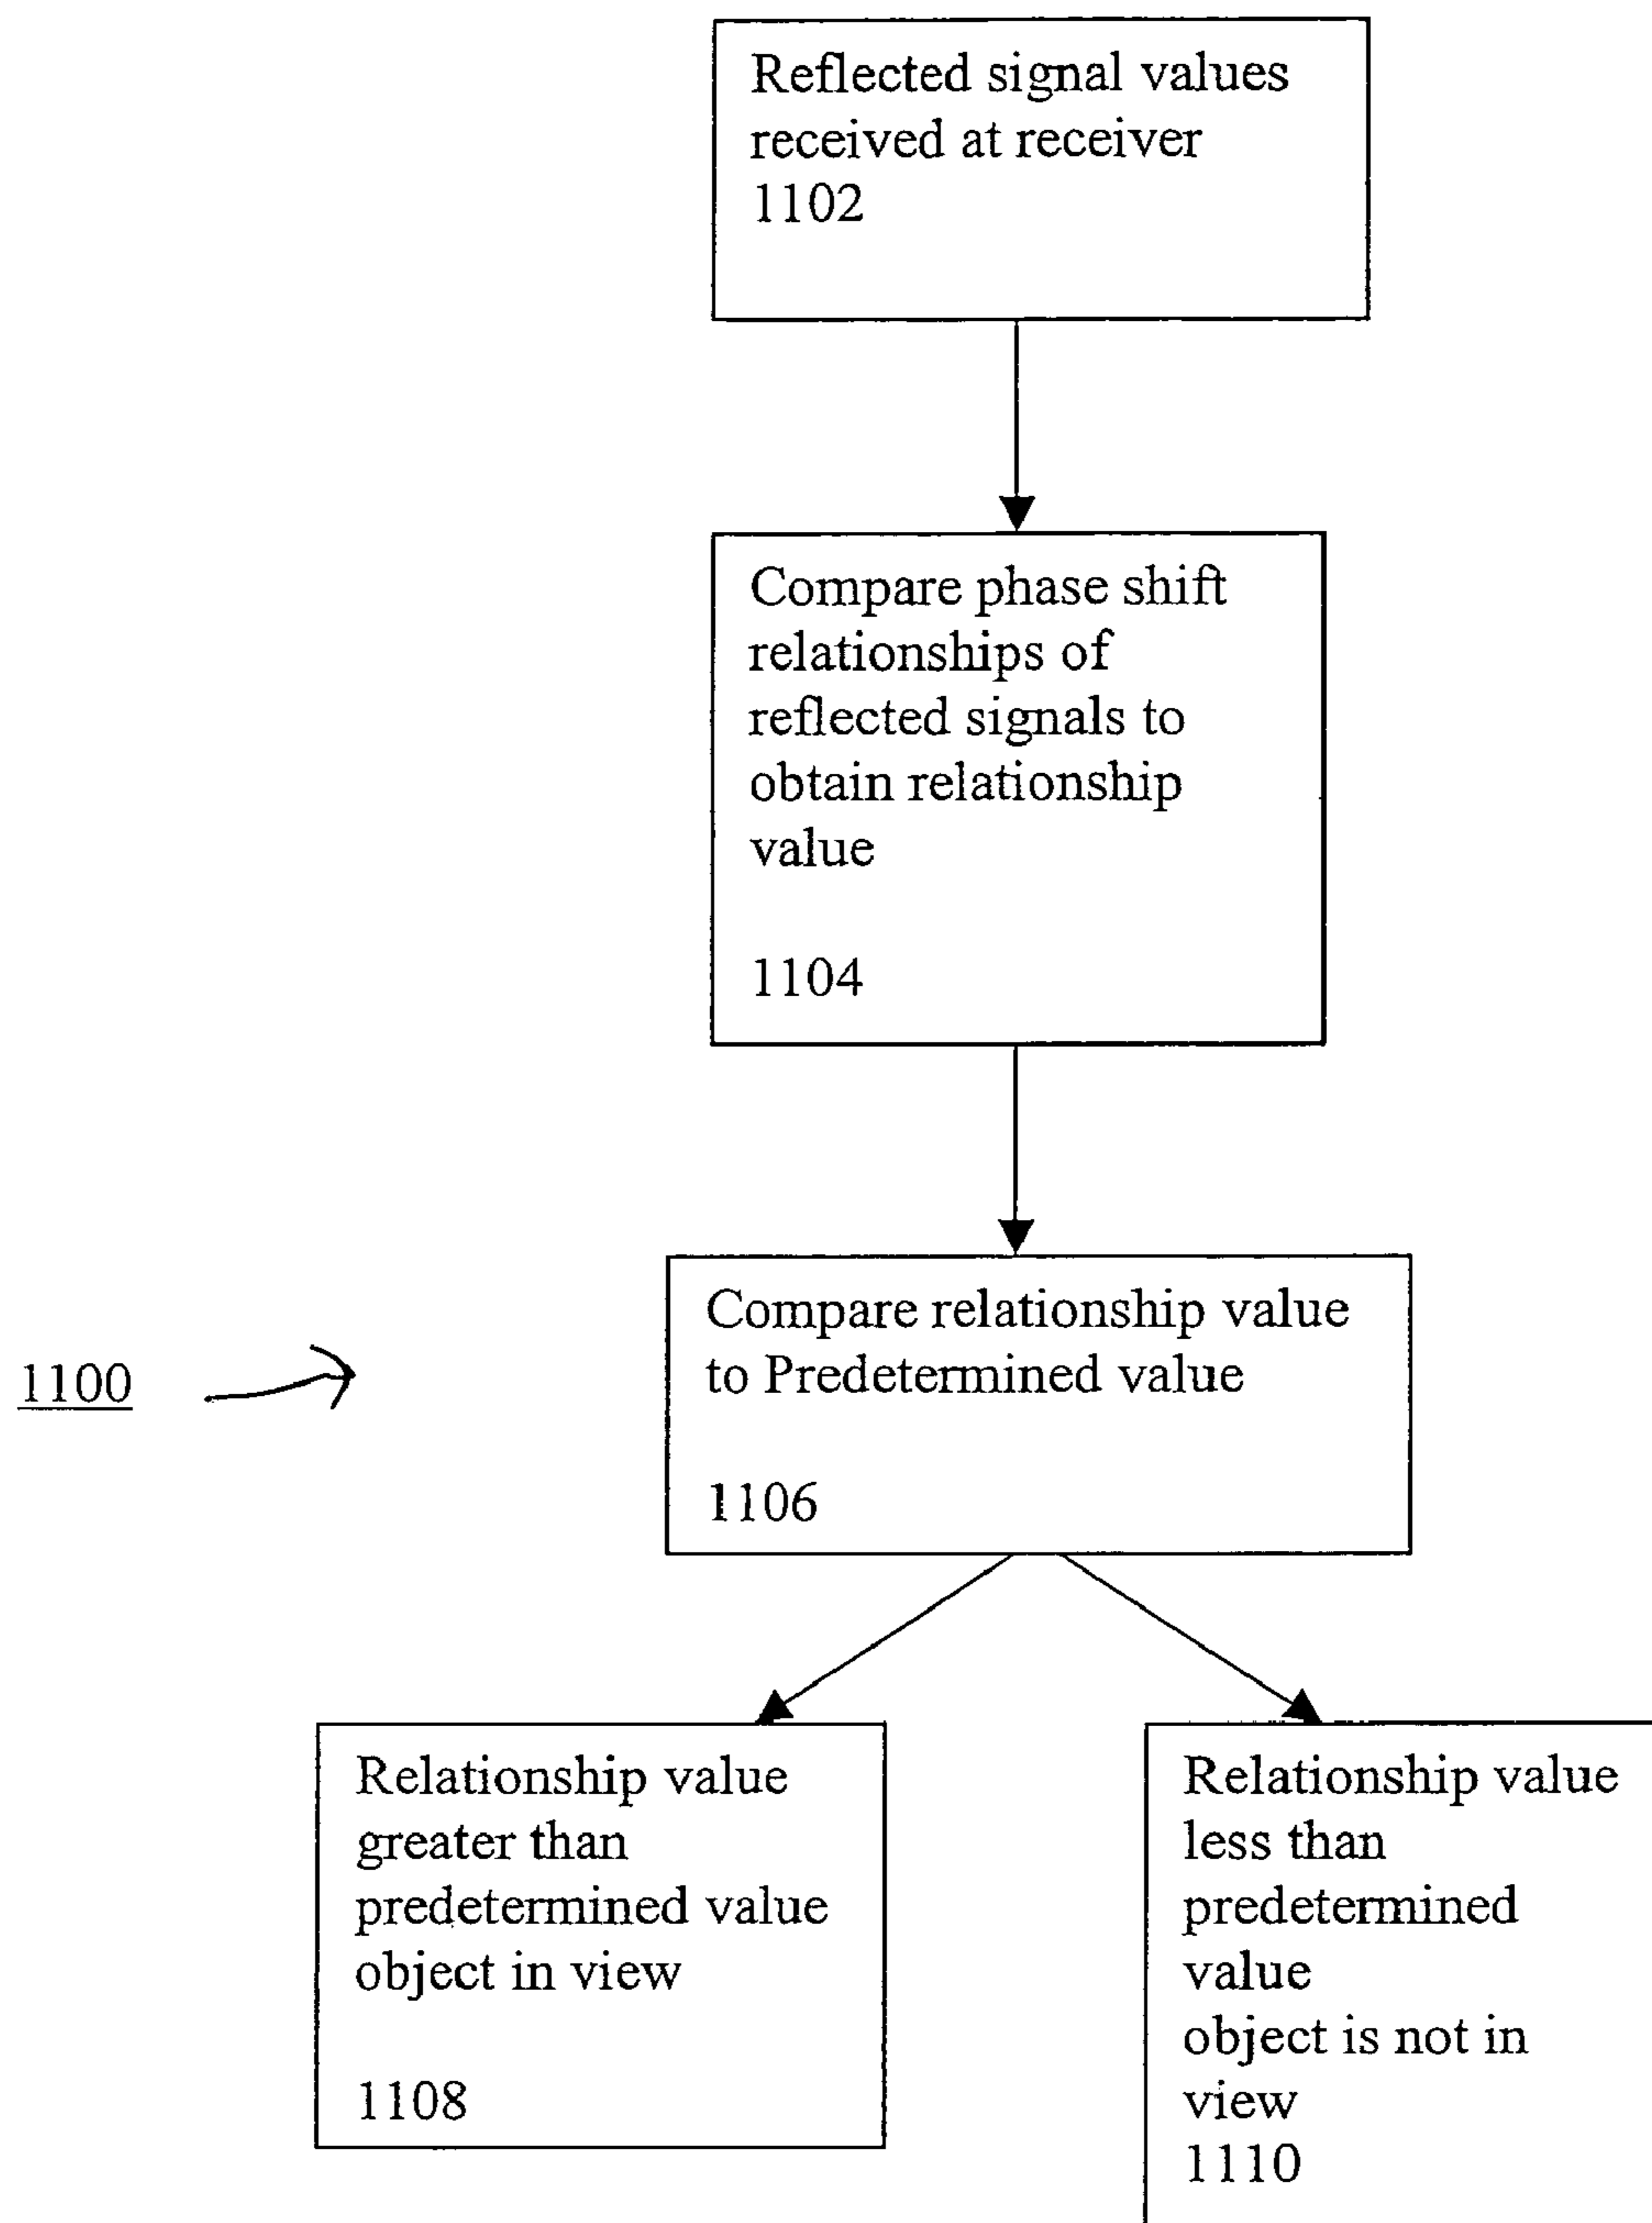 Reflected signal values
received at receiver
1102
Compare phase shift
relationships of
reflected signals to
obtain relationship
value
1104
1100
Compare relationship value
to Predetermined value
1106
Relationship value
greater than
predetermined value
object in view
1108
Relationship value
less than
predetermined
value
object is not in
view
1110